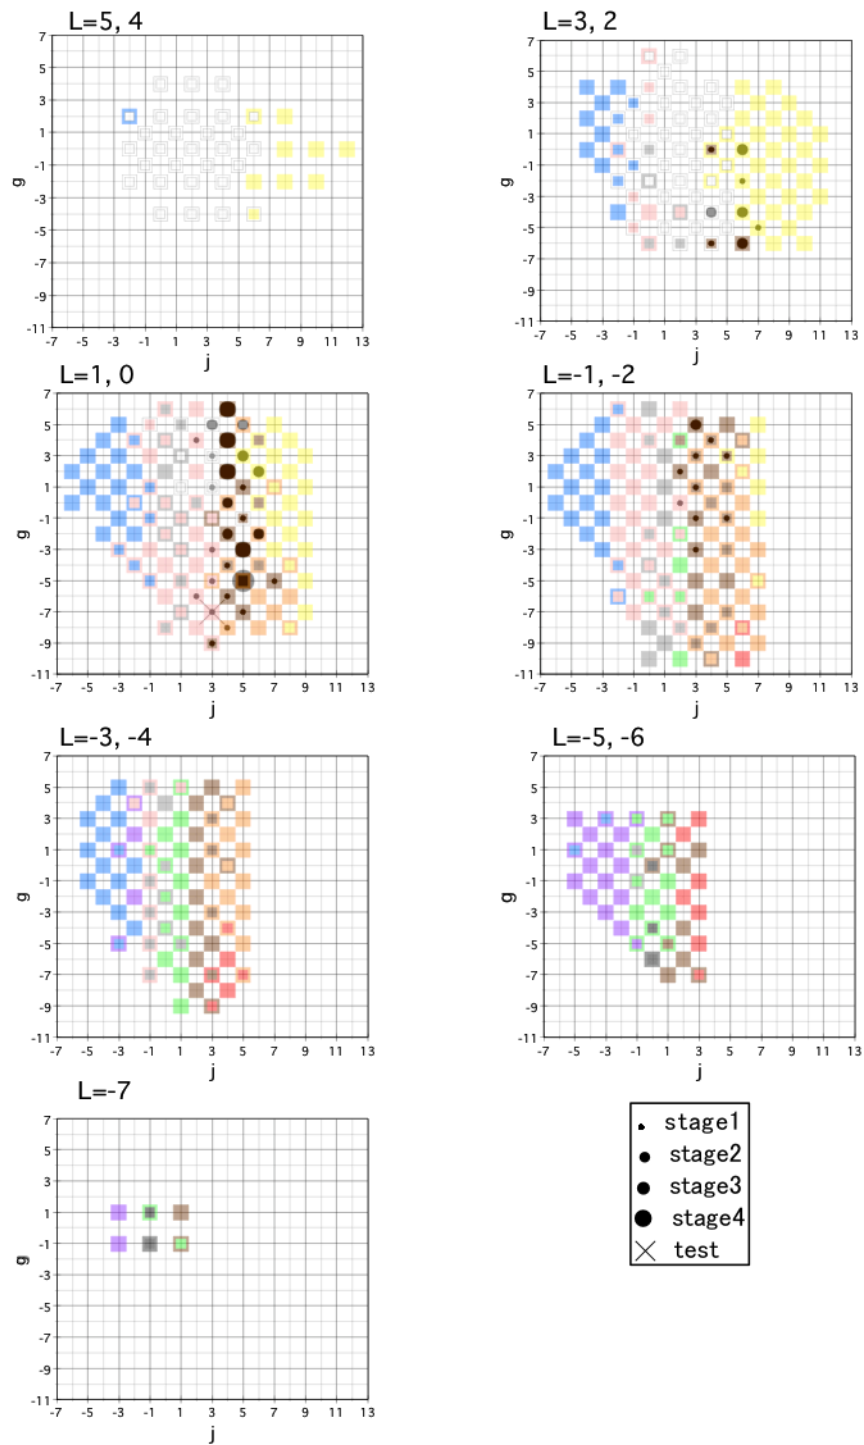 L=5, 4
7
5
3
1
-1
-3
-5
-7
-9
-11
g
-7 -5 -3 -1 1 3 5 7 9 11 13
j
L=3, 2
7
5
3
1
-1
-3
-5
-7
-9
-11
g
-7 -5 -3 -1 1 3 5 7 9 11 13
j
L=1, 0
7
5
3
1
-1
-3
-5
-7
-9
-11
g
-7 -5 -3 -1 1 3 5 7 9 11 13
j
L=-1, -2
7
5
3
1
-1
-3
-5
-7
-9
-11
g
-7 -5 -3 -1 1 3 5 7 9 11 13
j
L=-3, -4
7
5
3
1
-1
-3
-5
-7
-9
-11
g
-7 -5 -3 -1 1 3 5 7 9 11 13
j
L=-5, -6
7
5
3
1
-1
-3
-5
-7
-9
-11
g
-7 -5 -3 -1 1 3 5 7 9 11 13
j
L=-7
7
5
3
1
-1
-3
-5
-7
-9
-11
g
-7 -5 -3 -1 1 3 5 7 9 11 13
j
stage1
stage2
stage3
stage4
test